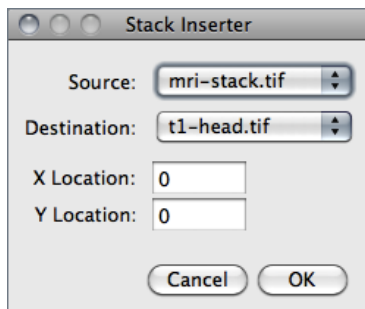 Stack Inserter
Source: mri-stack.tif
Destination: t1-head.tif
X Location: 0
Y Location: 0
Cancel OK